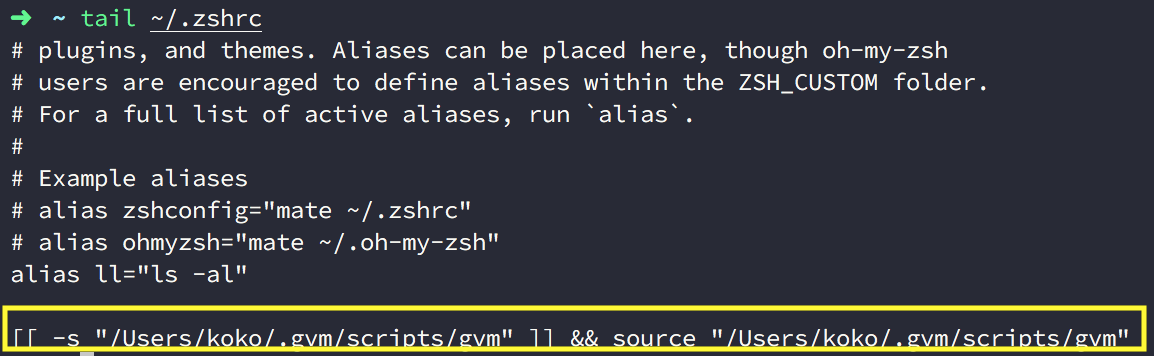 ➜ ~ tail ~/.zshrc
# plugins, and themes. Aliases can be placed here, though oh-my-zsh
# users are encouraged to define aliases within the ZSH_CUSTOM folder.
# For a full list of active aliases, run `alias`.
#
# Example aliases
# alias zshconfig="mate ~/.zshrc"
# alias ohmyzsh="mate ~/.oh-my-zsh"
alias ll="ls -al"
[[ -s "/Users/koko/.gvm/scripts/gvm" ]] && source "/Users/koko/.gvm/scripts/gvm"